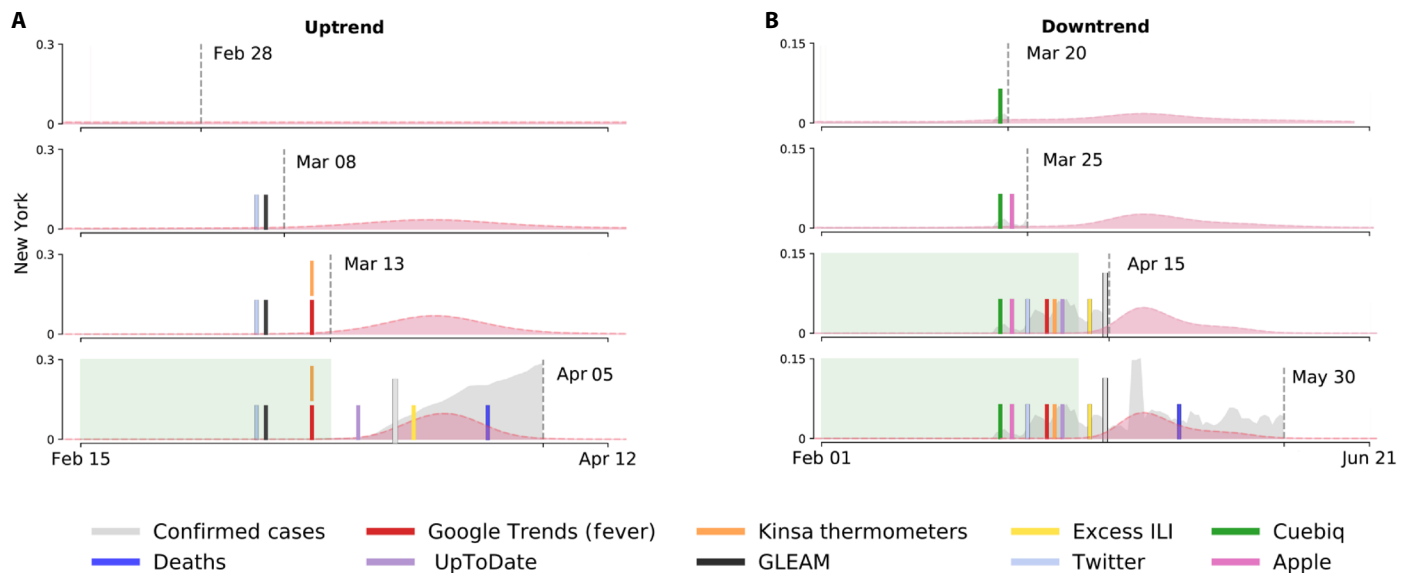 A
Uptrend
0.3
Feb 28
0
0.3
Mar 08
0
0.3
Mar 13
0
0.3
Apr 05
0
Feb 15
Apr 12
New York
B
Downtrend
0.15
Mar 20
0
0.15
Mar 25
0
0.15
Apr 15
0
0.15
May 30
0
Feb 01
Jun 21
Confirmed cases
Google Trends (fever)
Kinsa thermometers
Excess ILI
Cuebiq
Deaths
UpToDate
GLEAM
Twitter
Apple